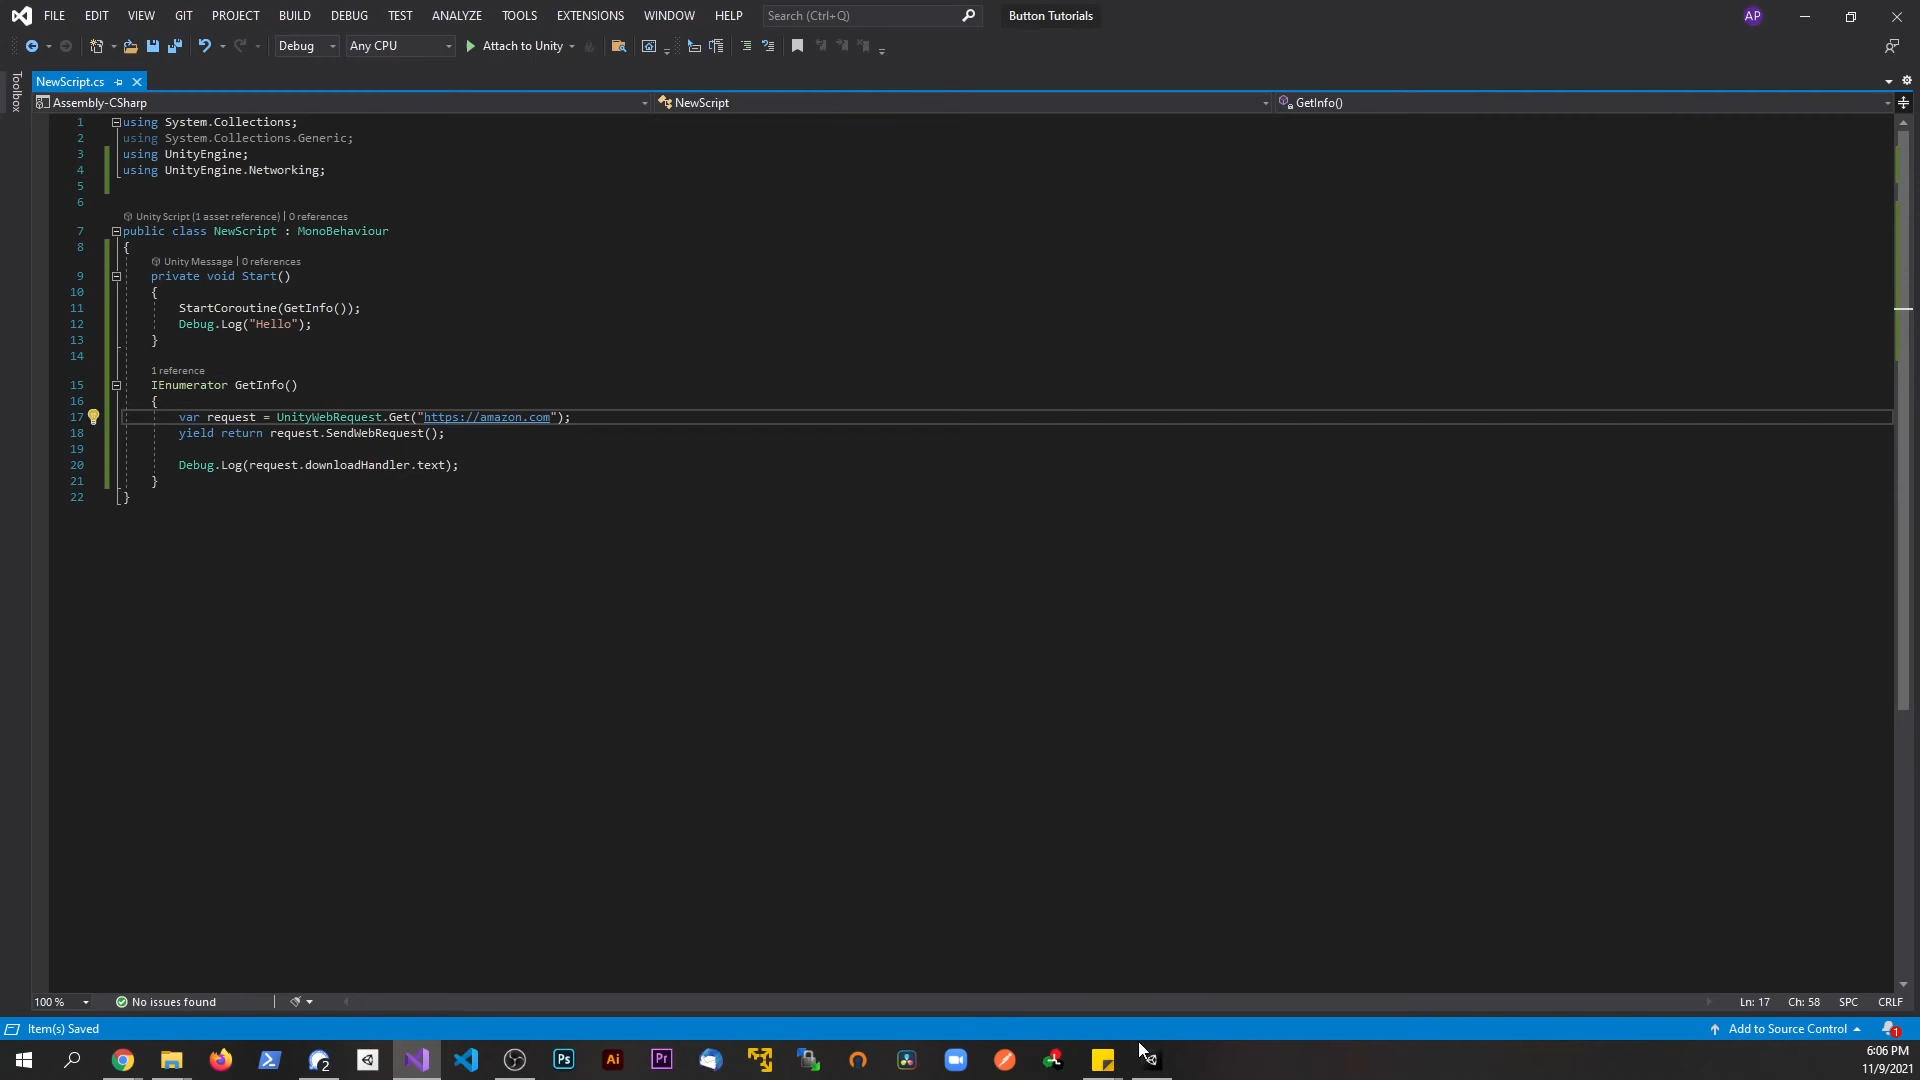 FILE EDIT VIEW GIT PROJECT BUILD DEBUG TEST ANALYZE TOOLS EXTENSIONS WINDOW HELP Search (Ctrl+Q) Button Tutorials AP
Debug Any CPU Attach to Unity
Toolbox
NewScript.cs
Assembly-CSharp NewScript GetInfo()
1 using System.Collections;
2 using System.Collections.Generic;
3 using UnityEngine;
4 using UnityEngine.Networking;
5
6
Unity Script (1 asset reference) | 0 references
7 public class NewScript : MonoBehaviour
8 {
Unity Message | 0 references
9 private void Start()
10 {
11 StartCoroutine(GetInfo());
12 Debug.Log("Hello");
13 }
14
1 reference
15 IEnumerator GetInfo()
16 {
17 var request = UnityWebRequest.Get("https://amazon.com");
18 yield return request.SendWebRequest();
19
20 Debug.Log(request.downloadHandler.text);
21 }
22 }
100 % No issues found Ln: 17 Ch: 58 SPC CRLF
Item(s) Saved Add to Source Control 1
2 Ps Ai Pr 6:06 PM
11/9/2021